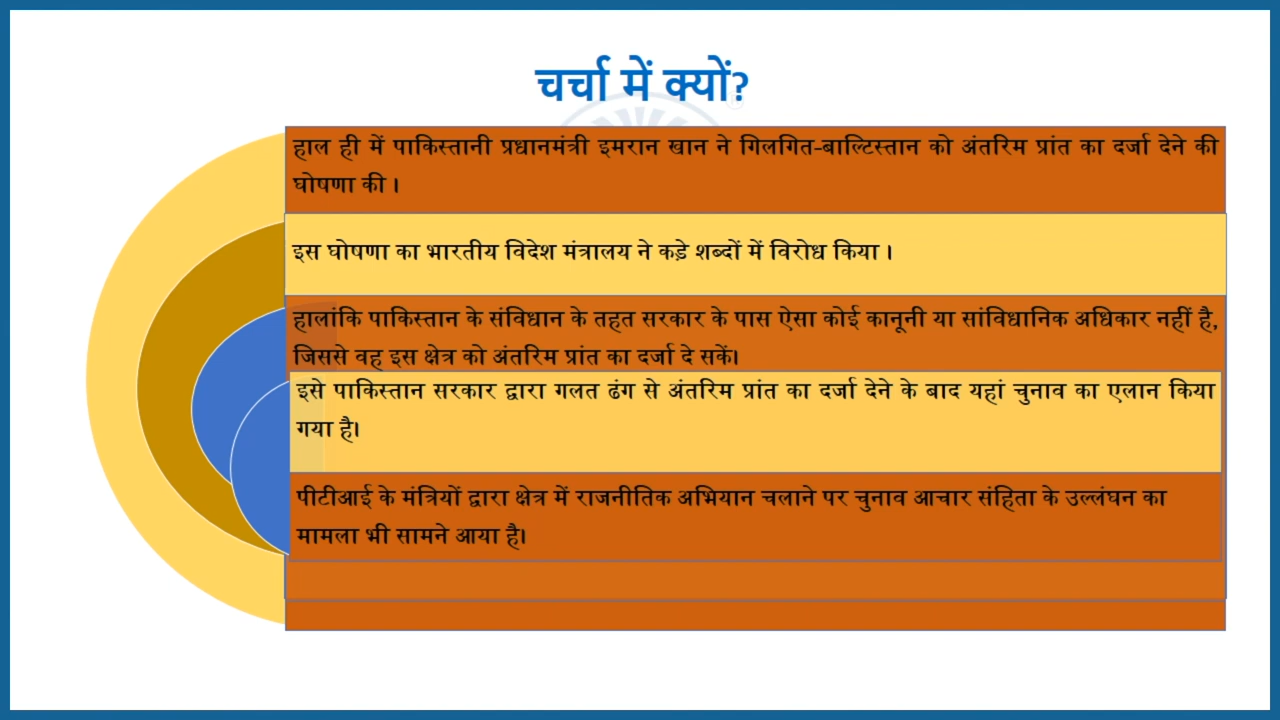 चर्चा में क्यों?
हाल ही में पाकिस्तानी प्रधानमंत्री इमरान खान ने गिलगित-बाल्टिस्तान को अंतरिम प्रांत का दर्जा देने की
घोषणा की ।
इस घोषणा का भारतीय विदेश मंत्रालय ने कड़े शब्दों में विरोध किया ।
हालांकि पाकिस्तान के संविधान के तहत सरकार के पास ऐसा कोई कानूनी या सांविधानिक अधिकार नहीं है,
जिससे वह इस क्षेत्र को अंतरिम प्रांत का दर्जा दे सकें।
इसे पाकिस्तान सरकार द्वारा गलत ढंग से अंतरिम प्रांत का दर्जा देने के बाद यहां चुनाव का एलान किया
गया है।
पीटीआई के मंत्रियों द्वारा क्षेत्र में राजनीतिक अभियान चलाने पर चुनाव आचार संहिता के उल्लंघन का
मामला भी सामने आया है।